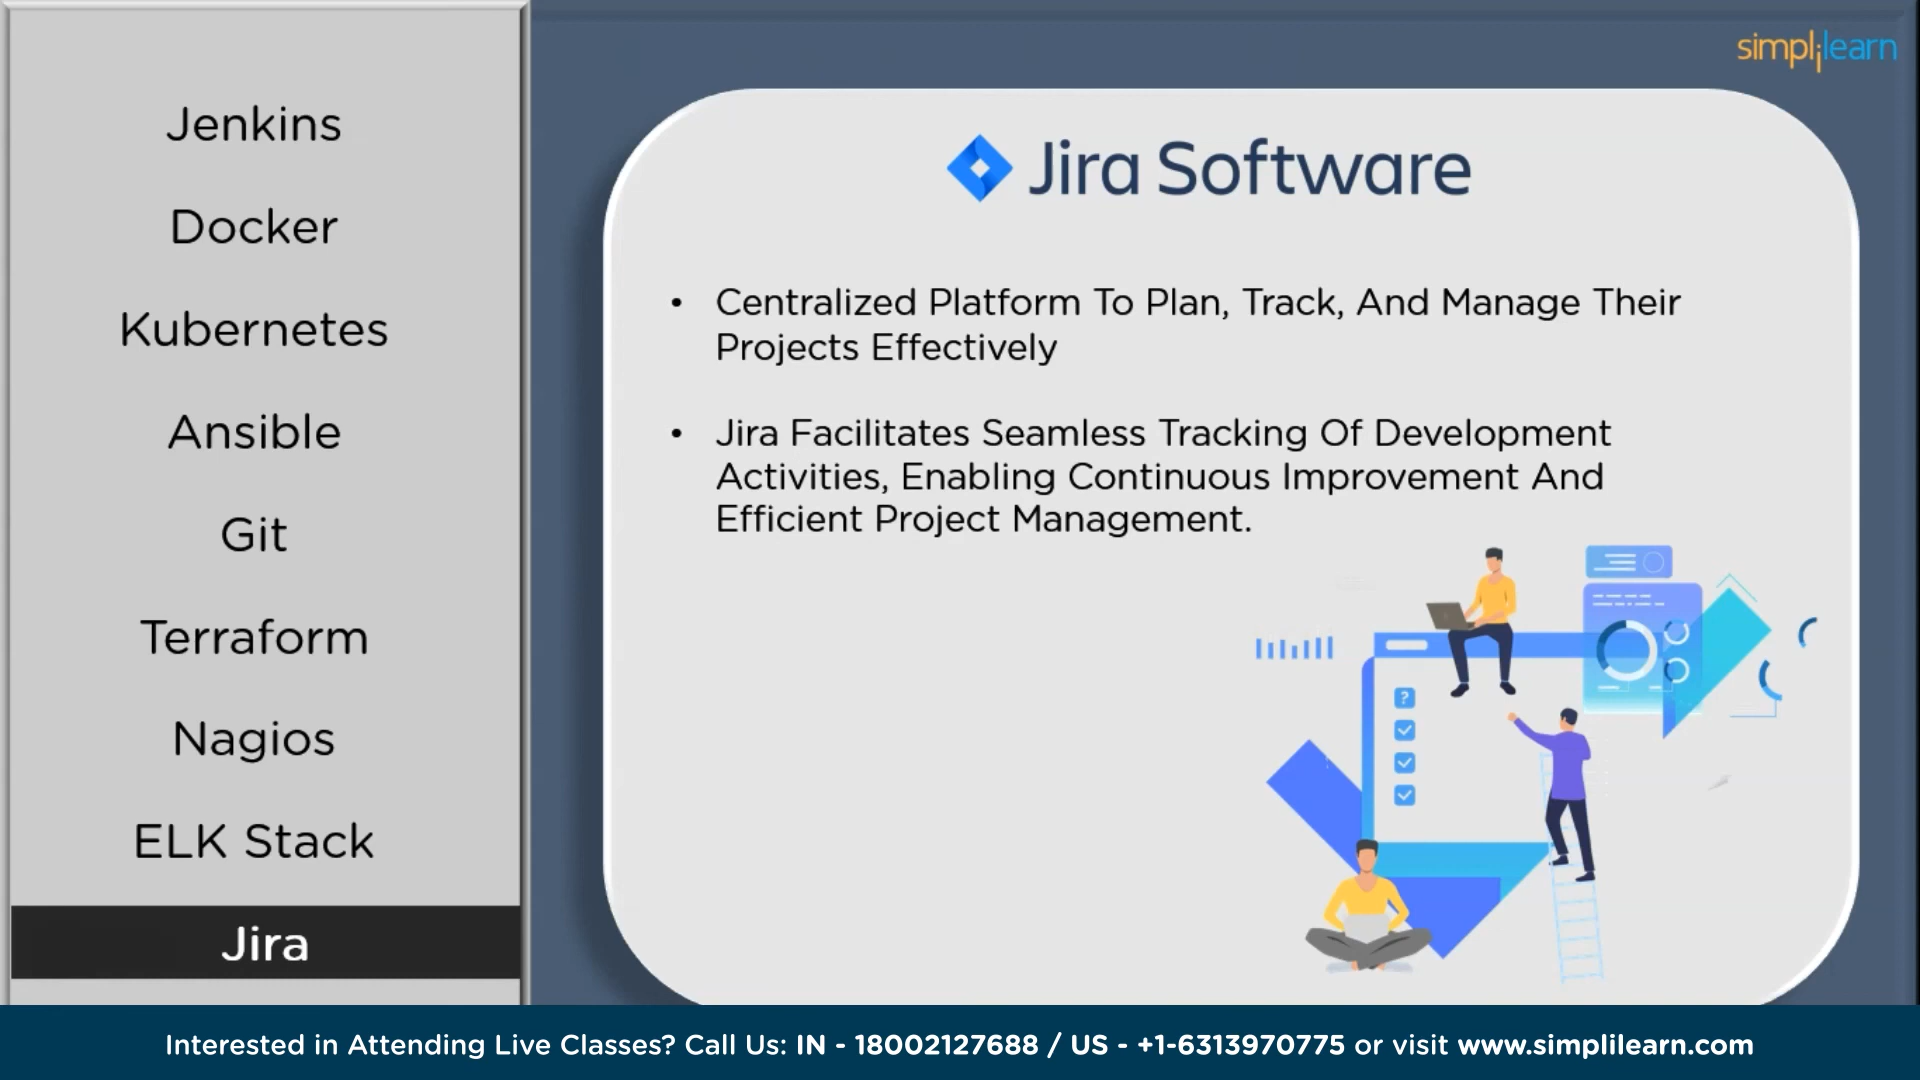 simplilearn
Jenkins
Docker
Kubernetes
Ansible
Git
Terraform
Nagios
ELK Stack
Jira
Jira Software
• Centralized Platform To Plan, Track, And Manage Their
Projects Effectively
• Jira Facilitates Seamless Tracking Of Development
Activities, Enabling Continuous Improvement And
Efficient Project Management.
?
Interested in Attending Live Classes? Call Us: IN - 18002127688 / US - +1-6313970775 or visit www.simplilearn.com